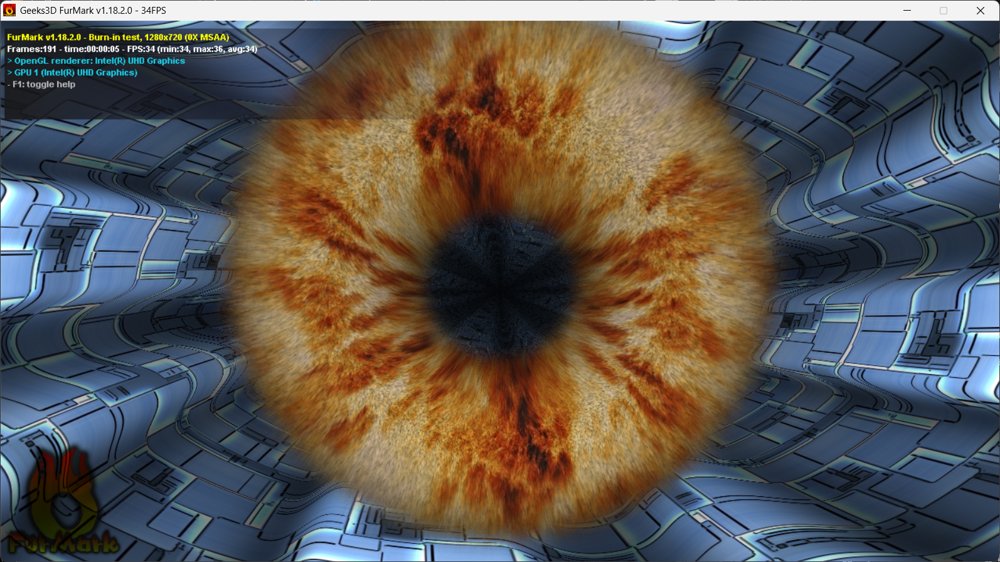 Geeks3D FurMark v1.18.2.0 - 34FPS
FurMark v1.18.2.0 - Burn-in test, 1280x720 (0X MSAA)
Frames:191 - time:00:00:05 - FPS:34 (min:34, max:36, avg:34)
> OpenGL renderer: Intel(R) UHD Graphics
> GPU 1 (Intel(R) UHD Graphics)
- F1: toggle help
FurMark